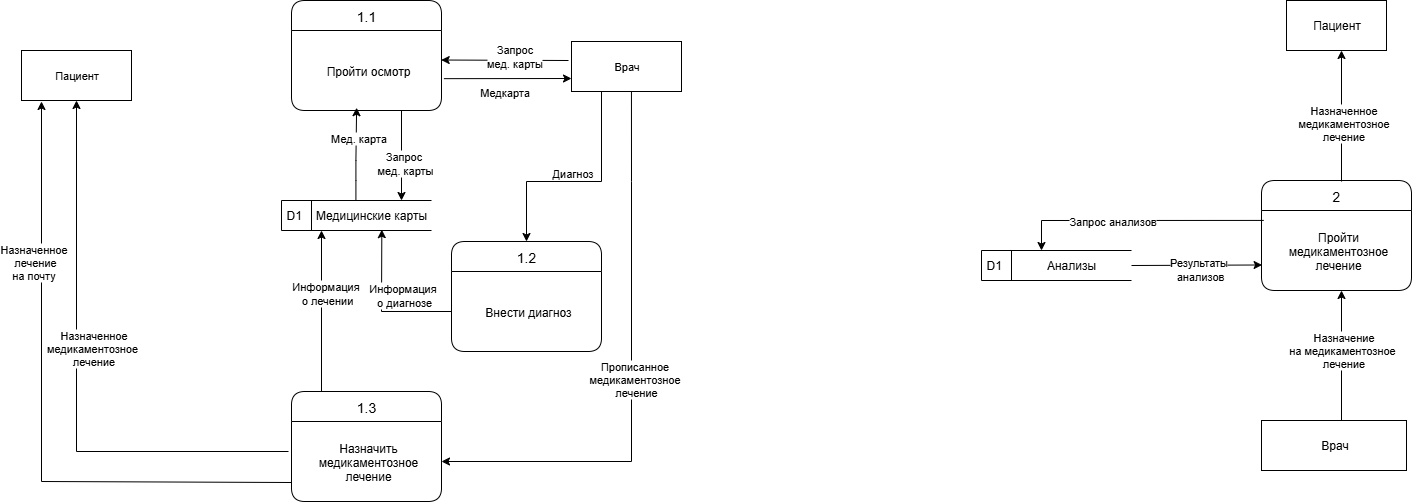 1.1
Пройти осмотр
Пациент
Врач
Запрос
мед. карты
Медкарта
Мед. карта
Запрос
мед. карты
Диагноз
D1
Медицинские карты
1.2
Внести диагноз
Назначенное
лечение
на почту
Информация
о лечении
Информация
о диагнозе
Назначенное
медикаментозное
лечение
Прописанное
медикаментозное
лечение
1.3
Назначить
медикаментозное
лечение
Пациент
Назначенное
медикаментозное
лечение
2
Пройти
медикаментозное
лечение
Запрос анализов
D1
Анализы
Результаты
анализов
Назначение
на медикаментозное
лечение
Врач